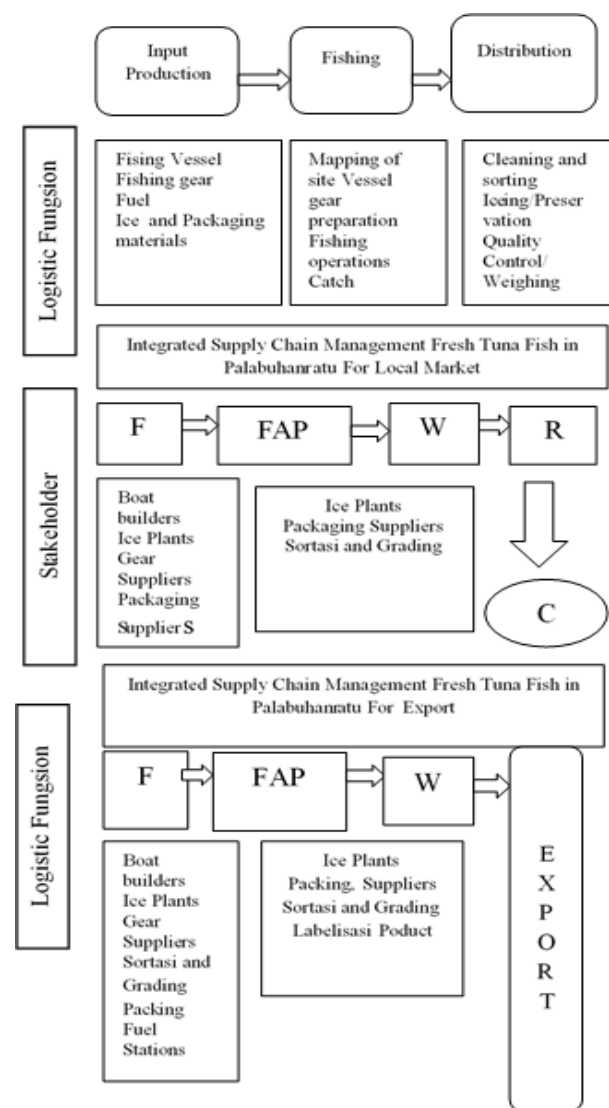 Input
Production
Fishing
Distribution
Logistic Fungsion
Fising Vessel
Fishing gear
Fuel
Ice and Packaging
materials
Mapping of
site Vessel
gear
preparation
Fishing
operations
Catch
Cleaning and
sorting
Iceing/Preser
vation
Quality
Control/
Weighing
Integrated Supply Chain Management Fresh Tuna Fish in
Palabuhanratu For Local Market
Stakeholder
F
FAP
W
R
Boat
builders
Ice Plants
Gear
Suppliers
Packaging
Supplier S
Ice Plants
Packaging Suppliers
Sortasi and Grading
C
Integrated Supply Chain Management Fresh Tuna Fish in
Palabuhanratu For Export
Logistic Fungsion
F
FAP
W
Boat
builders
Ice Plants
Gear
Suppliers
Sortasi and
Grading
Packing
Fuel
Stations
Ice Plants
Packing, Suppliers
Sortasi and Grading
Labelisasi Poduct
E
X
P
O
R
T